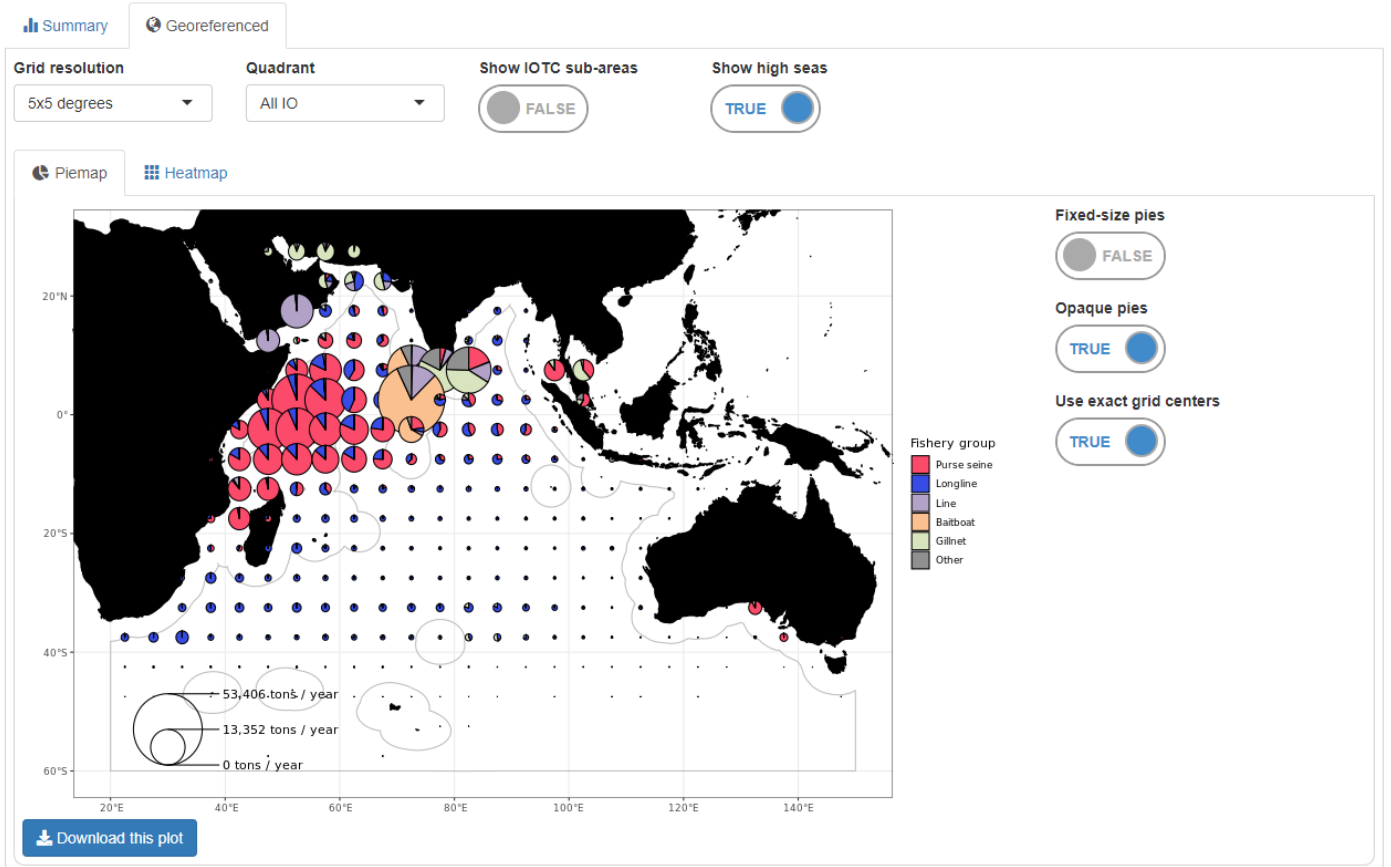 Summary
Georeferenced
Grid resolution
Quadrant
Show IOTC sub-areas
Show high seas
5x5 degrees
All IO
FALSE
TRUE
Piemap
Heatmap
Fixed-size pies
FALSE
Opaque pies
TRUE
Use exact grid centers
TRUE
20°N
0°
20°S
40°S
60°S
Fishery group
Purse seine
Longline
Line
Baitboat
Gillnet
Other
53,406 tons / year
13,352 tons / year
0 tons / year
20°E
40°E
60°E
80°E
100°E
120°E
140°E
Download this plot